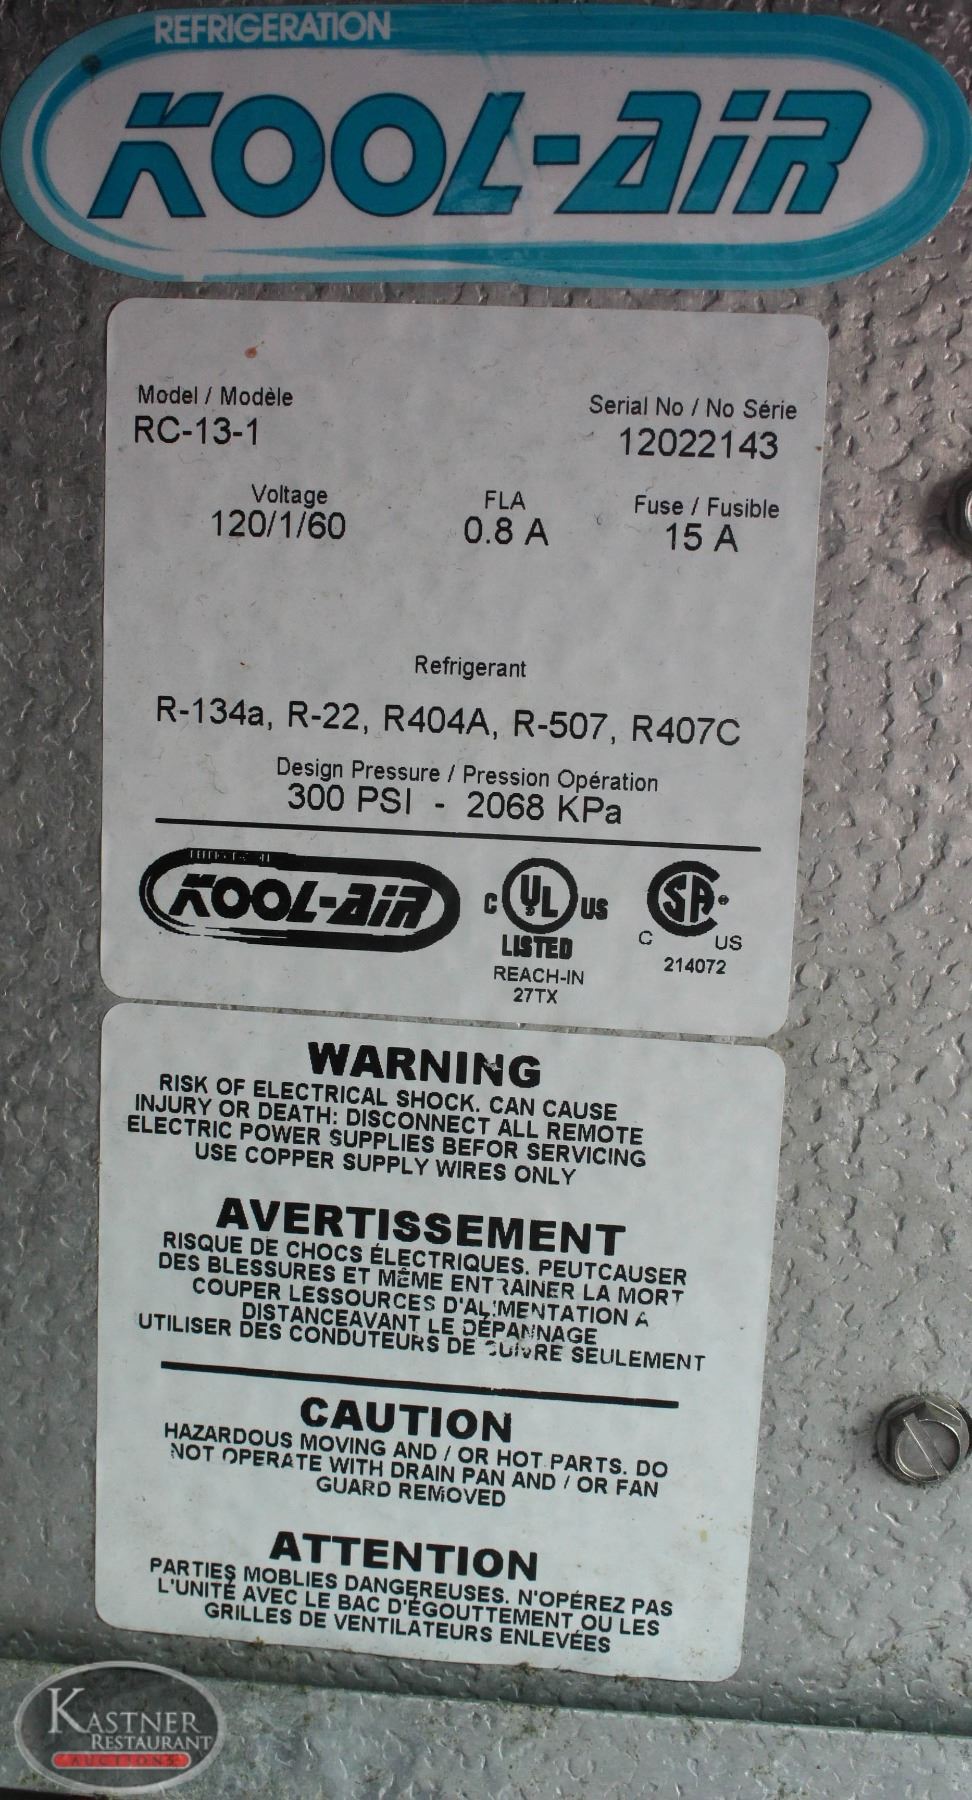 REFRIGERATION
KOOL-AiR
Model / Modèle
RC-13-1
Serial No / No Série
12022143
Voltage
120/1/60
FLA
0.8 A
Fuse / Fusible
15 A
Refrigerant
R-134a, R-22, R404A, R-507, R407C
Design Pressure / Pression Opération
300 PSI - 2068 KPa
KOOL-AiR
C UL US
LISTED
REACH-IN
27TX
SA
C US
214072
WARNING
RISK OF ELECTRICAL SHOCK. CAN CAUSE
INJURY OR DEATH: DISCONNECT ALL REMOTE
ELECTRIC POWER SUPPLIES BEFOR SERVICING
USE COPPER SUPPLY WIRES ONLY
AVERTISSEMENT
RISQUE DE CHOCS ÉLECTRIQUES. PEUTCAUSER
DES BLESSURES ET MÊME ENTRAINER LA MORT
COUPER LESSOURCES D'ALIMENTATION A
DISTANCEAVANT LE DÉPANNAGE
UTILISER DES CONDUTEURS DE CUIVRE SEULEMENT
CAUTION
HAZARDOUS MOVING AND / OR HOT PARTS. DO
NOT OPERATE WITH DRAIN PAN AND / OR FAN
GUARD REMOVED
ATTENTION
PARTIES MOBLIES DANGEREUSES. N'OPÉREZ PAS
L'UNITÉ AVEC LE BAC D'ÉGOUTTEMENT OU LES
GRILLES DE VENTILATEURS ENLEVÉES
KASTNER
RESTAURANT
AUCTIONS